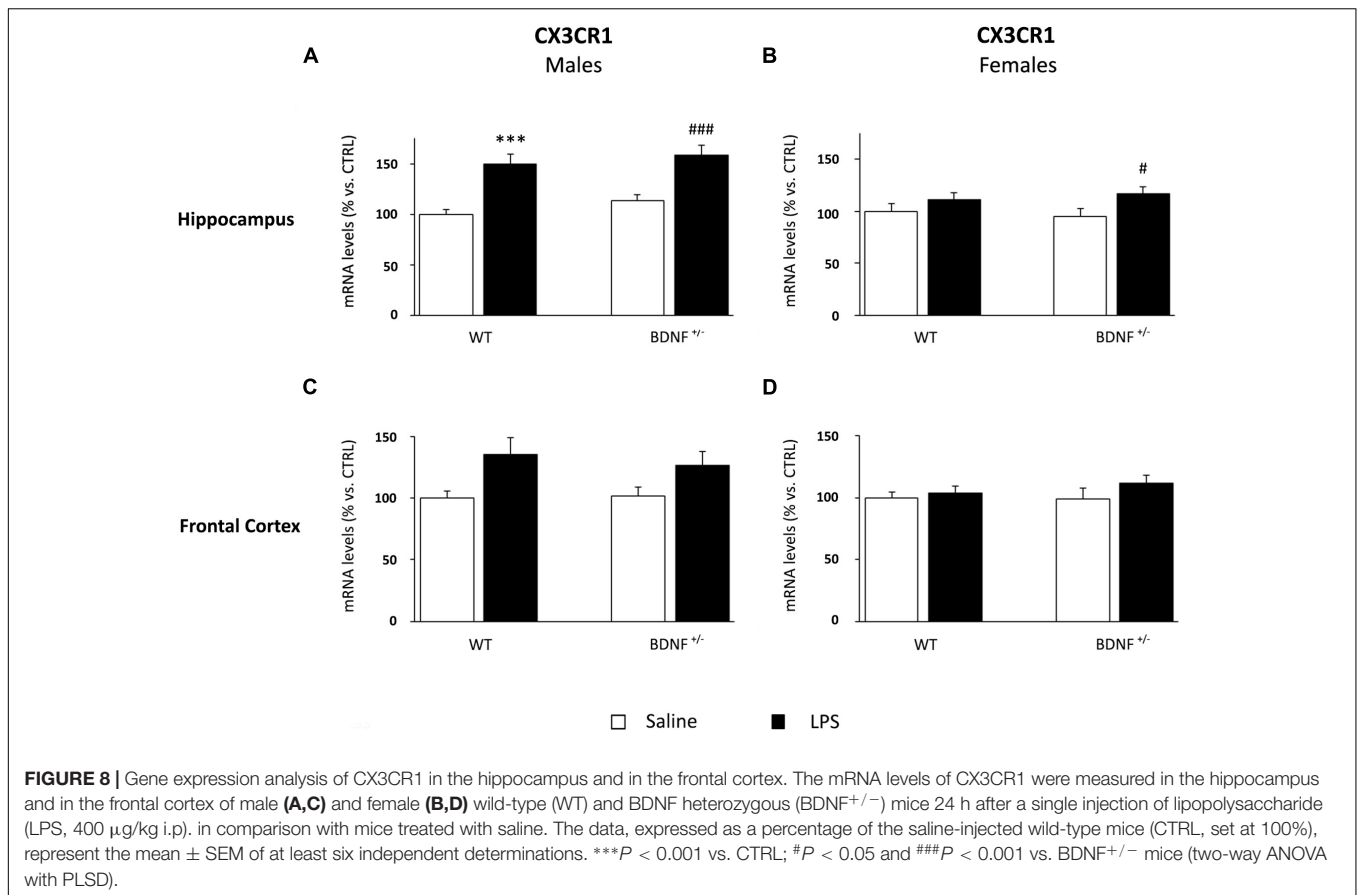 CX3CR1
Males
CX3CR1
Females
A
B
Hippocampus
mRNA levels (% vs. CTRL)
150
100
50
0
***
###
WT
BDNF +/-
mRNA levels (% vs. CTRL)
150
100
50
0
#
WT
BDNF +/-
C
D
Frontal Cortex
mRNA levels (% vs. CTRL)
150
100
50
0
WT
BDNF +/-
mRNA levels (% vs. CTRL)
150
100
50
0
WT
BDNF +/-
Saline
LPS
FIGURE 8 | Gene expression analysis of CX3CR1 in the hippocampus and in the frontal cortex. The mRNA levels of CX3CR1 were measured in the hippocampus
and in the frontal cortex of male (A,C) and female (B,D) wild-type (WT) and BDNF heterozygous (BDNF+/−) mice 24 h after a single injection of lipopolysaccharide
(LPS, 400 μg/kg i.p). in comparison with mice treated with saline. The data, expressed as a percentage of the saline-injected wild-type mice (CTRL, set at 100%),
represent the mean ± SEM of at least six independent determinations. ***P < 0.001 vs. CTRL; #P < 0.05 and ###P < 0.001 vs. BDNF+/− mice (two-way ANOVA
with PLSD).